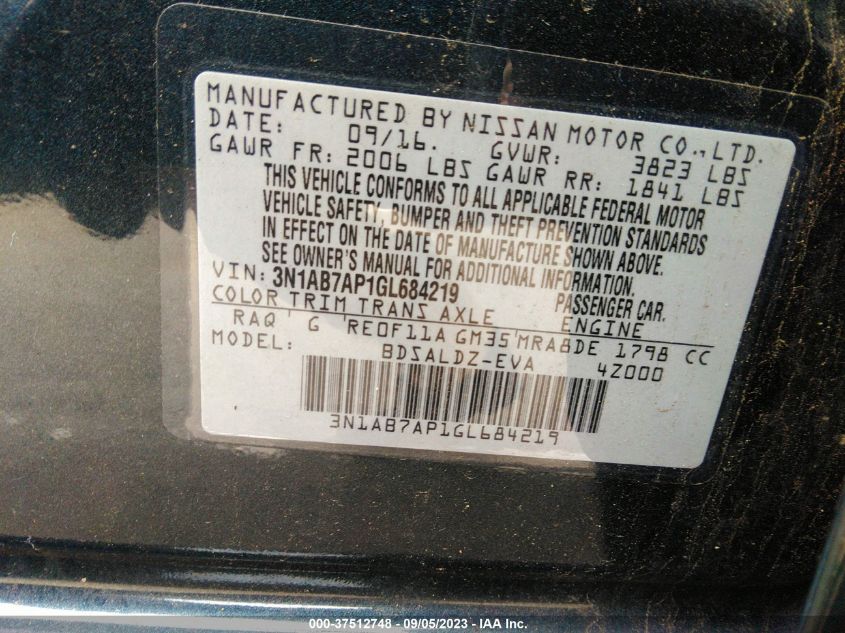 MANUFACTURED BY NISSAN MOTOR CO.,LTD.
DATE: 09/16. GVWR: 3823 LBS
GAWR FR: 2006 LBS GAWR RR: 1841 LBS
THIS VEHICLE CONFORMS TO ALL APPLICABLE FEDERAL MOTOR
VEHICLE SAFETY, BUMPER AND THEFT PREVENTION STANDARDS
IN EFFECT ON THE DATE OF MANUFACTURE SHOWN ABOVE.
SEE OWNER'S MANUAL FOR ADDITIONAL INFORMATION.
VIN: 3N1AB7AP1GL684219 PASSENGER CAR.
COLOR TRIM TRANS AXLE ENGINE
RAQ ' G 'RE0F11A GM35'MRA8DE 1798 CC
MODEL: BDSALDZ-EVA 4Z000
3N1AB7AP1GL684219
000-37512748 - 09/05/2023 - IAA Inc.